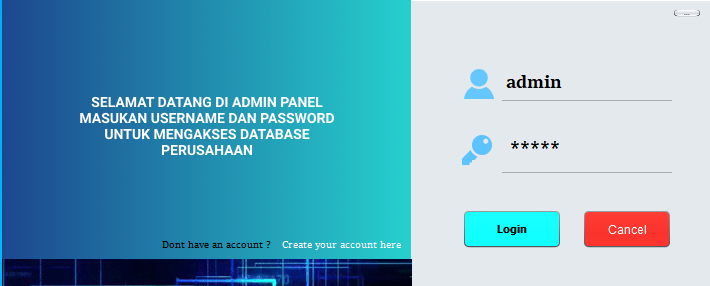 SELAMAT DATANG DI ADMIN PANEL
MASUKAN USERNAME DAN PASSWORD
UNTUK MENGAKSES DATABASE
PERUSAHAAN
Dont have an account ? Create your account here
admin
*****
Login Cancel